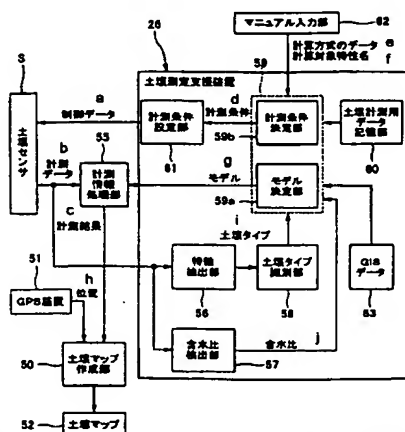 62
マニュアル入力部
26
計算方式のデータ e
計算対象特性名 f
土壌測定支援装置
59
S
土壌センサ
a
制御データ
計測条件設定部
61
d
計測条件
計測条件決定部
59b
土壌計測用データ記憶部
60
b
計測データ
55
計測情報処理部
g
モデル
モデル決定部
59a
c
計測結果
i
土壌タイプ
51
GPS装置
h
位置
特徴抽出部
56
土壌タイプ識別部
58
GISデータ
63
50
土壌マップ作成部
含水比検出部
57
j
含水比
52
土壌マップ